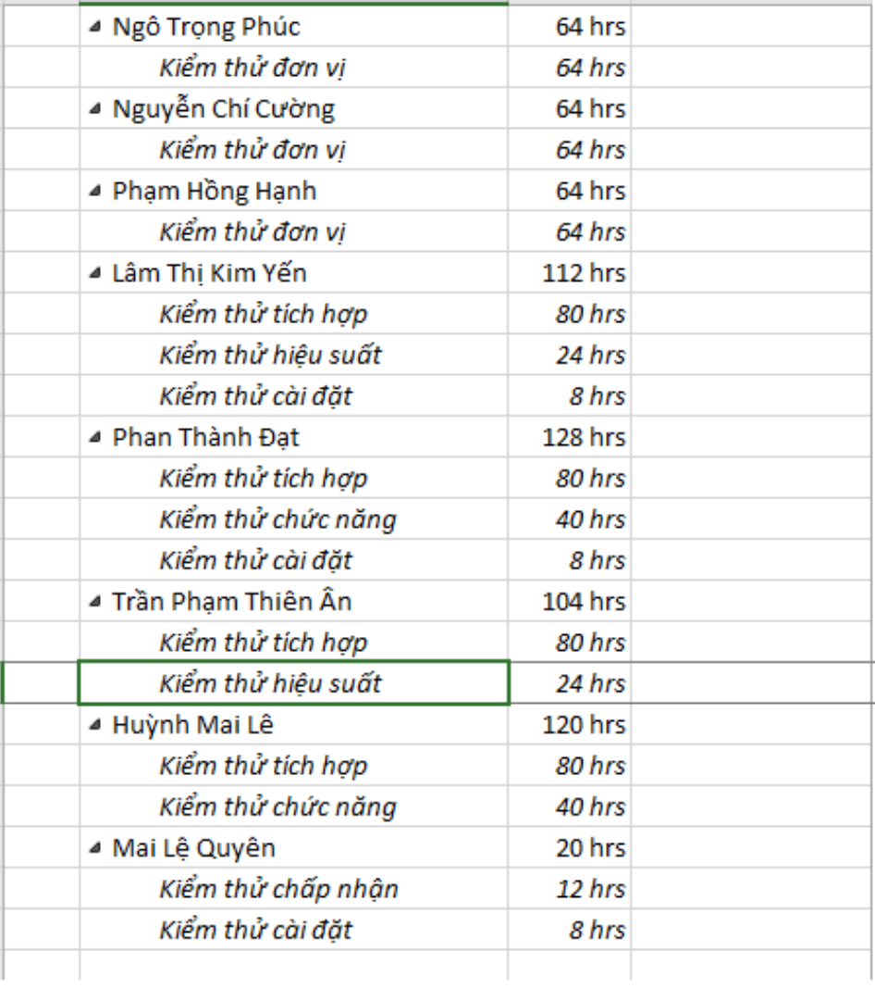 Ngô Trọng Phúc 64 hrs
Kiểm thử đơn vị 64 hrs
Nguyễn Chí Cường 64 hrs
Kiểm thử đơn vị 64 hrs
Phạm Hồng Hạnh 64 hrs
Kiểm thử đơn vị 64 hrs
Lâm Thị Kim Yến 112 hrs
Kiểm thử tích hợp 80 hrs
Kiểm thử hiệu suất 24 hrs
Kiểm thử cài đặt 8 hrs
Phan Thành Đạt 128 hrs
Kiểm thử tích hợp 80 hrs
Kiểm thử chức năng 40 hrs
Kiểm thử cài đặt 8 hrs
Trần Phạm Thiên Ân 104 hrs
Kiểm thử tích hợp 80 hrs
Kiểm thử hiệu suất 24 hrs
Huỳnh Mai Lê 120 hrs
Kiểm thử tích hợp 80 hrs
Kiểm thử chức năng 40 hrs
Mai Lệ Quyên 20 hrs
Kiểm thử chấp nhận 12 hrs
Kiểm thử cài đặt 8 hrs